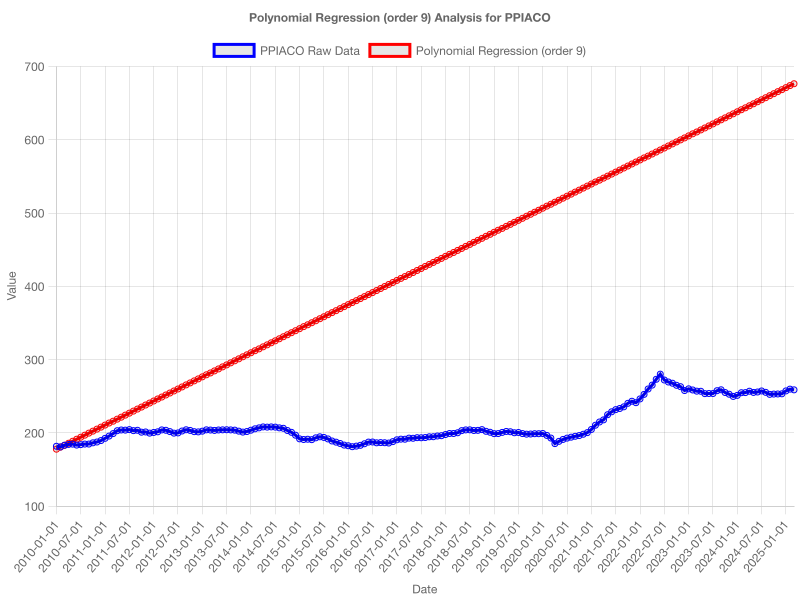 Polynomial Regression (order 9) Analysis for PPIACO
PPIACO Raw Data Polynomial Regression (order 9)
700
600
500
400
300
200
100
Value
2010-01-01 2010-07-01 2011-01-01 2011-07-01 2012-01-01 2012-07-01 2013-01-01 2013-07-01 2014-01-01 2014-07-01 2015-01-01 2015-07-01 2016-01-01 2016-07-01 2017-01-01 2017-07-01 2018-01-01 2018-07-01 2019-01-01 2019-07-01 2020-01-01 2020-07-01 2021-01-01 2021-07-01 2022-01-01 2022-07-01 2023-01-01 2023-07-01 2024-01-01 2024-07-01 2025-01-01
Date